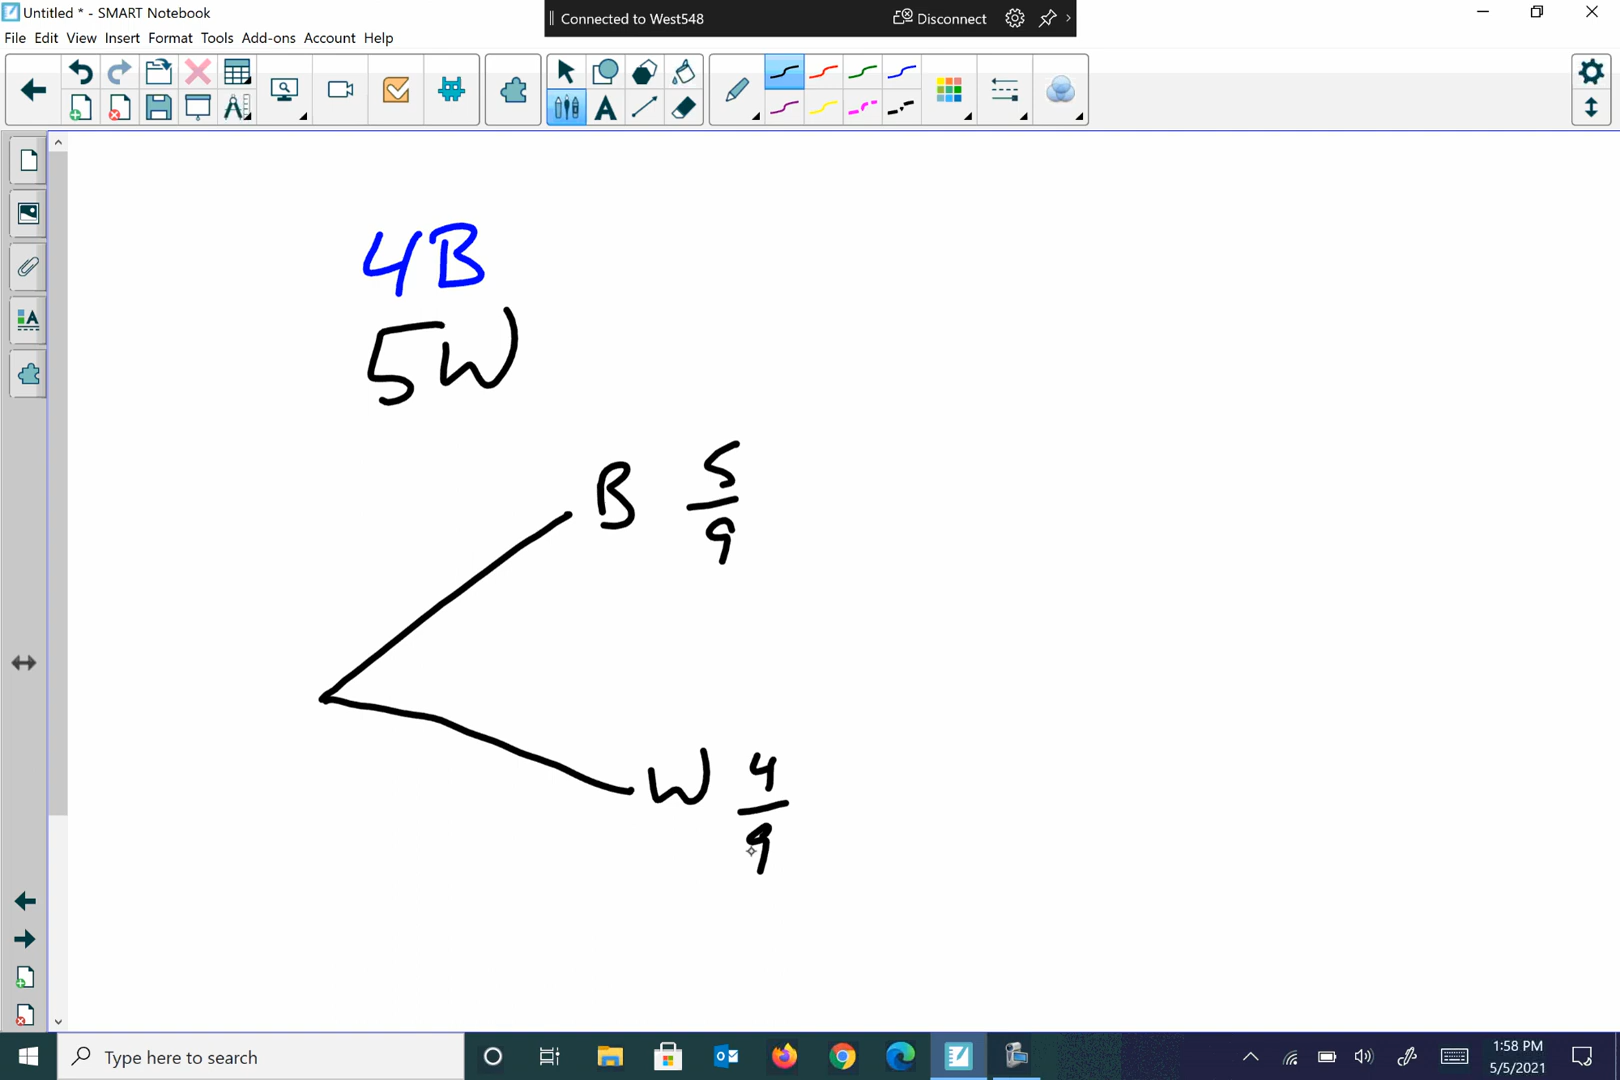 Untitled * - SMART Notebook
Connected to West548
Disconnect
File Edit View Insert Format Tools Add-ons Account Help
4B
5W
B 5/9
W 4/9
Type here to search
1:58 PM
5/5/2021